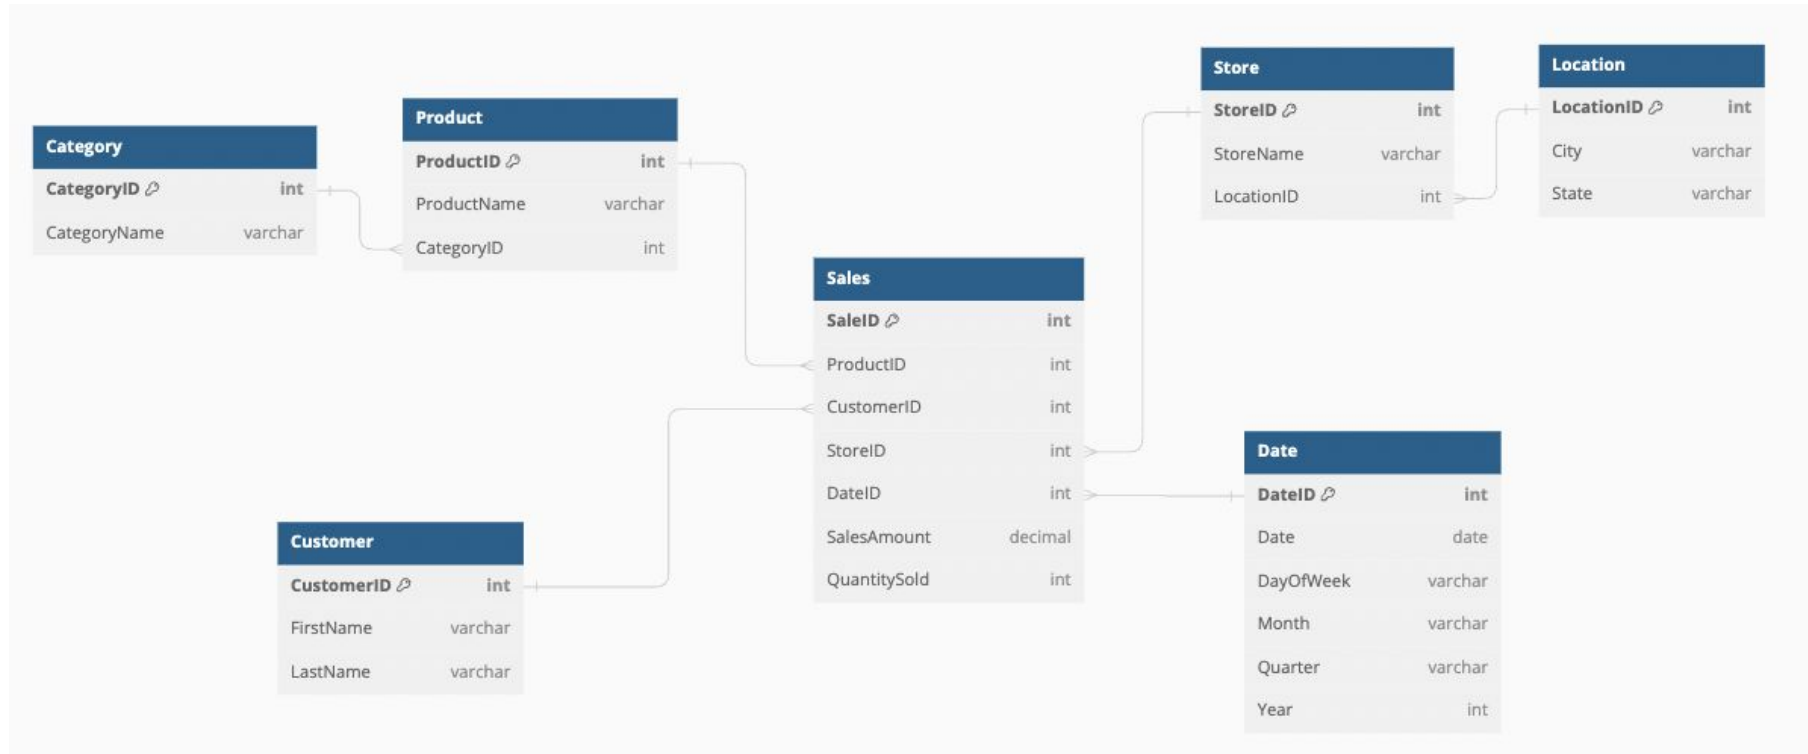 Category
CategoryID int
CategoryName varchar
Product
ProductID int
ProductName varchar
CategoryID int
Sales
SaleID int
ProductID int
CustomerID int
StoreID int
DateID int
SalesAmount decimal
QuantitySold int
Store
StoreID int
StoreName varchar
LocationID int
Location
LocationID int
City varchar
State varchar
Customer
CustomerID int
FirstName varchar
LastName varchar
Date
DateID int
Date date
DayOfWeek varchar
Month varchar
Quarter varchar
Year int